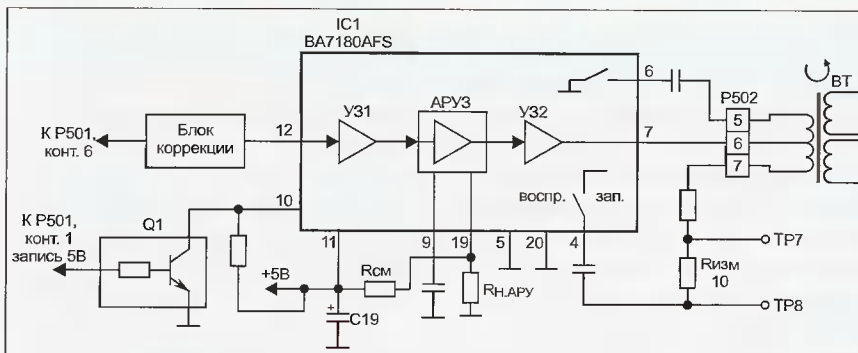 IC1
BA7180AFS
6
P502
ВТ
К Р501,
конт. 6
Блок
коррекции
12
УЗ1
АРУЗ
УЗ2
7
5
6
7
К Р501,
конт. 1
запись 5В
Q1
10
11
9
19
5
20
4
воспр.
зап.
+5В
Rсм
+
C19
Rн.АРУ
Rизм
10
TP7
TP8